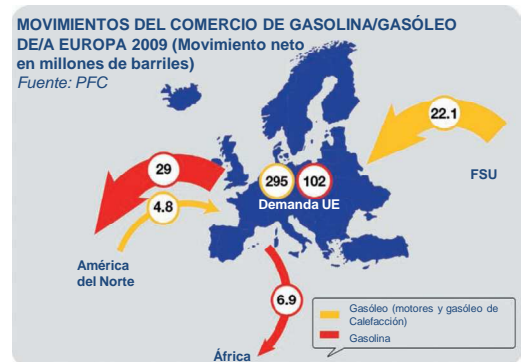 MOVIMIENTOS DEL COMERCIO DE GASOLINA/GASÓLEO
DE/A EUROPA 2009 (Movimiento neto
en millones de barriles)
Fuente: PFC
22.1
FSU
29
295
102
Demanda UE
4.8
América
del Norte
6.9
África
Gasóleo (motores y gasóleo de
Calefacción)
Gasolina